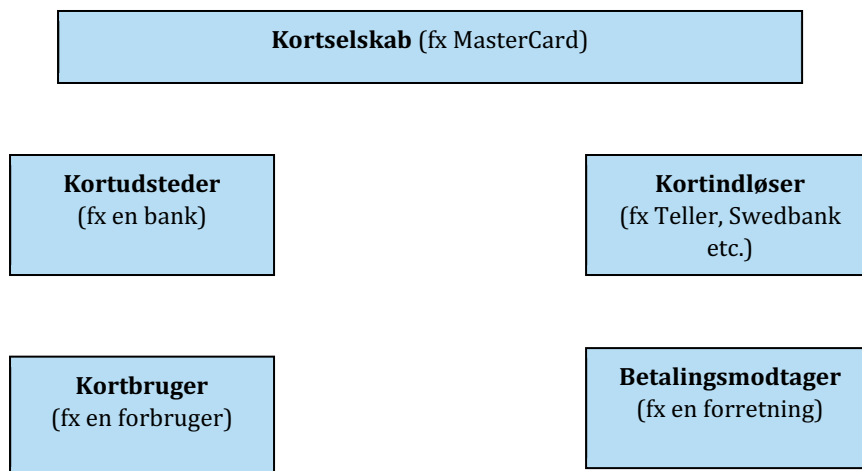 Kortselskab (fx MasterCard)
Kortudsteder
(fx en bank)
Kortindløser
(fx Teller, Swedbank
etc.)
Kortbruger
(fx en forbruger)
Betalingsmodtager
(fx en forretning)